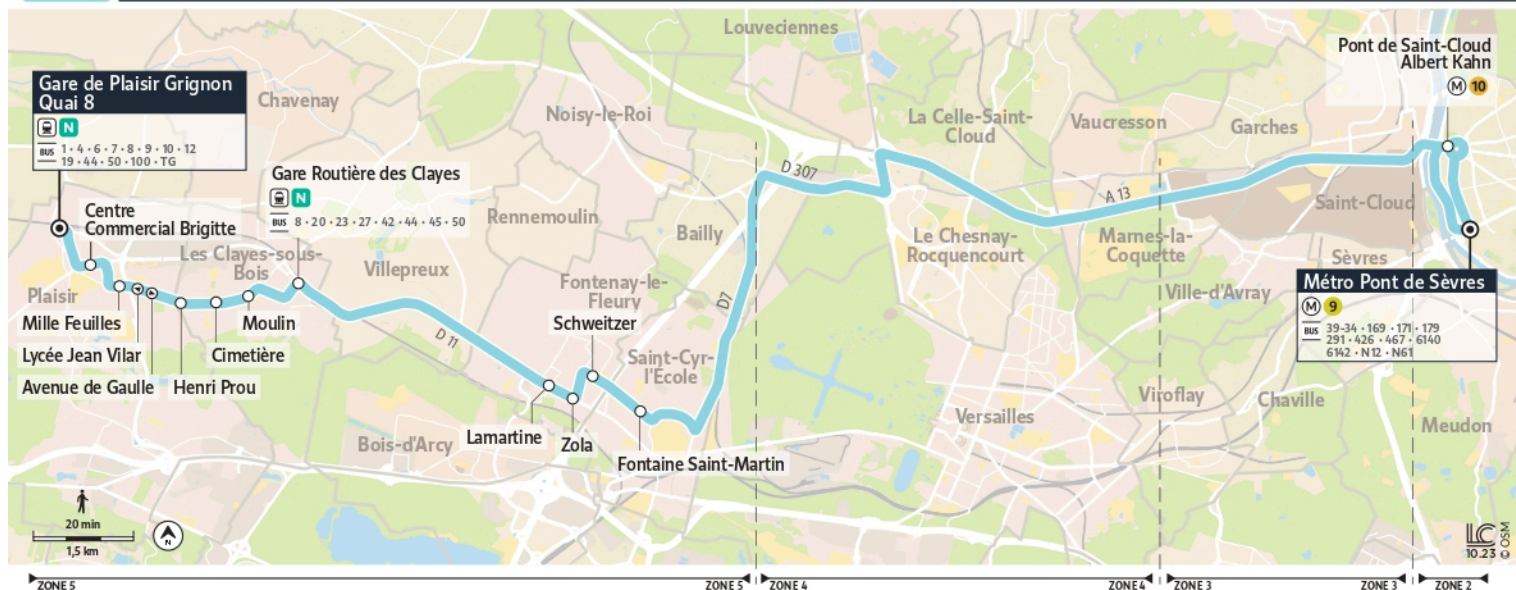 Louveciennes
Pont de Saint-Cloud
Albert Kahn
M 10
Gare de Plaisir Grignon
Quai 8
N
BUS 1 • 4 • 6 • 7 • 8 • 9 • 10 • 12
19 • 44 • 50 • 100 • TG
Chavenay
Noisy-le-Roi
La Celle-Saint-
Cloud
Vaucresson
Garches
Gare Routière des Clayes
N
BUS 8 • 20 • 23 • 27 • 42 • 44 • 45 • 50
D 307
A 13
Saint-Cloud
Centre
Commercial Brigitte
Rennemoulin
Bailly
Le Chesnay-
Rocquencourt
Marnes-la-
Coquette
Les Clayes-sous-
Bois
Villepreux
Sèvres
Plaisir
Fontenay-le-
Fleury
D7
Ville-d'Avray
Métro Pont de Sèvres
M 9
BUS 39-34 • 169 • 171 • 179
291 • 426 • 467 • 6140
6142 • N12 • N61
Mille Feuilles
Moulin
Schweitzer
D 11
Lycée Jean Vilar
Cimetière
Saint-Cyr-
l'École
Avenue de Gaulle
Henri Prou
Viroflay
Chaville
Versailles
Meudon
Bois-d'Arcy
Lamartine
Zola
Fontaine Saint-Martin
20 min
1,5 km
N
LC
10.23
© OSM
ZONE 5
ZONE 5
ZONE 4
ZONE 4
ZONE 3
ZONE 3
ZONE 2